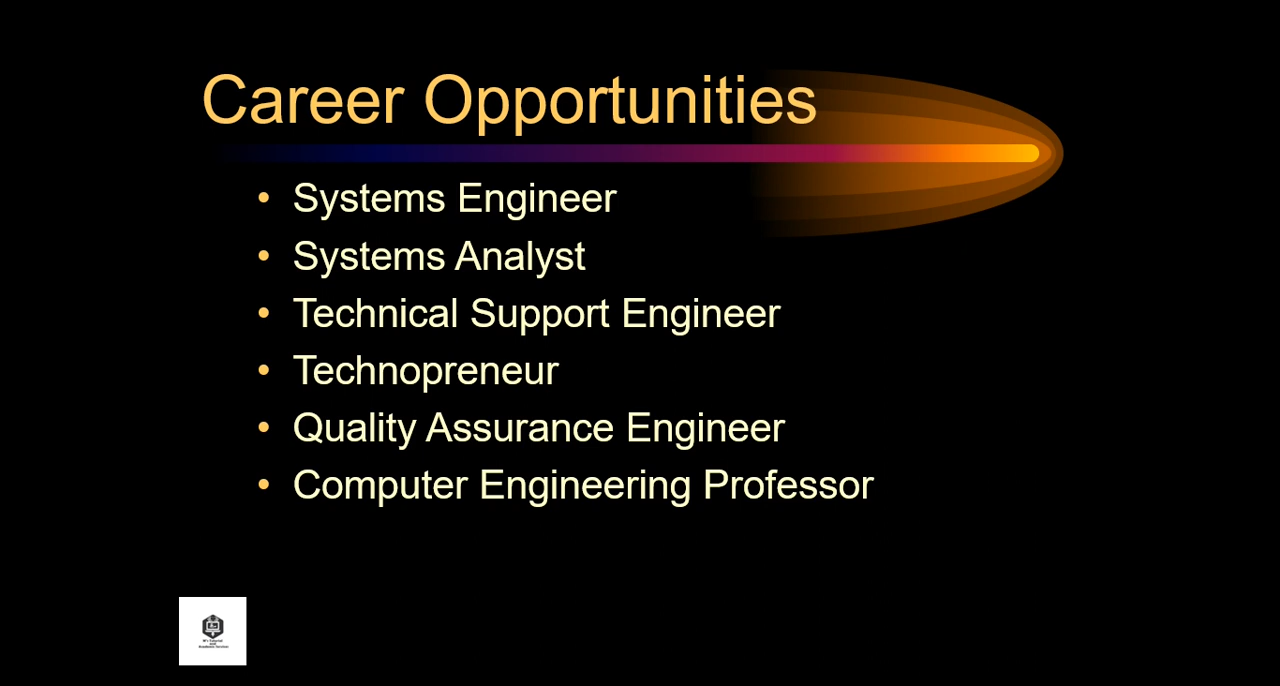 Career Opportunities
• Systems Engineer
• Systems Analyst
• Technical Support Engineer
• Technopreneur
• Quality Assurance Engineer
• Computer Engineering Professor